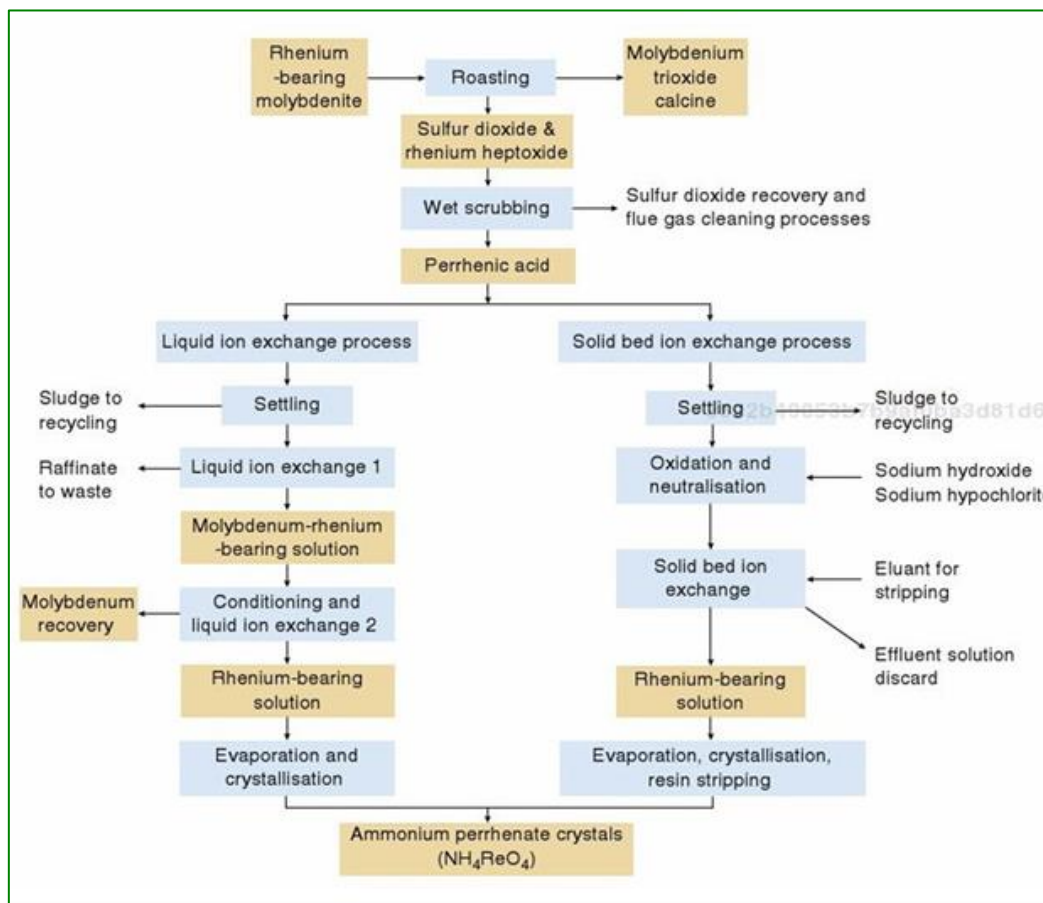 Rhenium
-bearing
molybdenite
Roasting
Molybdenium
trioxide
calcine
Sulfur dioxide &
rhenium heptoxide
Wet scrubbing
Sulfur dioxide recovery and
flue gas cleaning processes
Perrhenic acid
Liquid ion exchange process
Solid bed ion exchange process
Sludge to
recycling
Settling
Settling
Sludge to
recycling
Raffinate
to waste
Liquid ion exchange 1
Oxidation and
neutralisation
Sodium hydroxide
Sodium hypochlorite
Molybdenum-rhenium
-bearing solution
Solid bed ion
exchange
Eluant for
stripping
Molybdenum
recovery
Conditioning and
liquid ion exchange 2
Effluent solution
discard
Rhenium-bearing
solution
Rhenium-bearing
solution
Evaporation and
crystallisation
Evaporation, crystallisation,
resin stripping
Ammonium perrhenate crystals
(NH₄ReO₄)